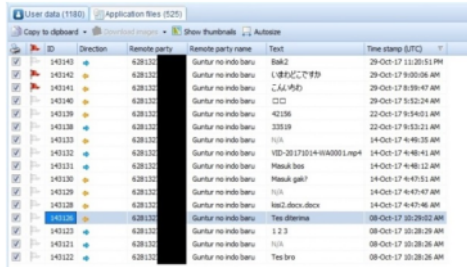 User data (1180) Application files (525)
Copy to clipboard Download images Show thumbnails Autosize
ID Direction Remote party Remote party name Text Time stamp (UTC)
143143 628132 Guntur no indo baru Baik2 29-Oct-17 11:20:51 PM
143142 628132 Guntur no indo baru いまわどこですか 29-Oct-17 9:00:06 AM
143141 628132 Guntur no indo baru 29-Oct-17 8:59:47 AM
143140 628132 Guntur no indo baru □□ 29-Oct-17 5:52:24 AM
143139 628132 Guntur no indo baru 42156 22-Oct-17 9:54:01 AM
143138 628132 Guntur no indo baru 33519 22-Oct-17 9:53:21 AM
143133 628132 Guntur no indo baru N/A 14-Oct-17 4:49:35 AM
143132 628132 Guntur no indo baru VID-20171014-WA0001.mp4 14-Oct-17 4:48:41 AM
143131 628132 Guntur no indo baru Masuk bos 14-Oct-17 4:48:12 AM
143130 628132 Guntur no indo baru Masuk gak? 14-Oct-17 4:47:51 AM
143129 628132 Guntur no indo baru N/A 14-Oct-17 4:47:47 AM
143128 628132 Guntur no indo baru kisi2.docx.docx 14-Oct-17 4:47:46 AM
143126 628132 Guntur no indo baru Tes diterima 08-Oct-17 10:29:02 AM
143123 628132 Guntur no indo baru 1 2 3 08-Oct-17 10:28:29 AM
143121 628132 Guntur no indo baru N/A 08-Oct-17 10:28:26 AM
143122 628132 Guntur no indo baru Tes bro 08-Oct-17 10:28:26 AM